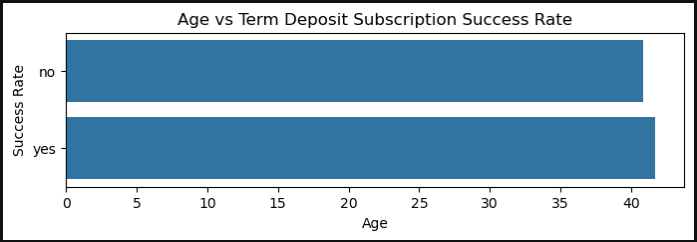 Age vs Term Deposit Subscription Success Rate
Success Rate
no
yes
0 5 10 15 20 25 30 35 40
Age